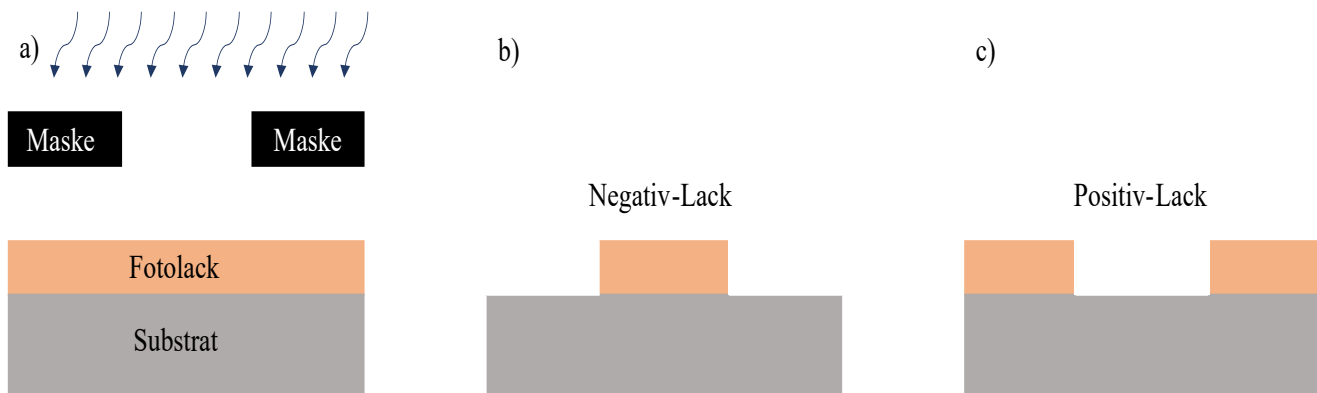 a)
b)
c)
Maske
Maske
Negativ-Lack
Positiv-Lack
Fotolack
Substrat